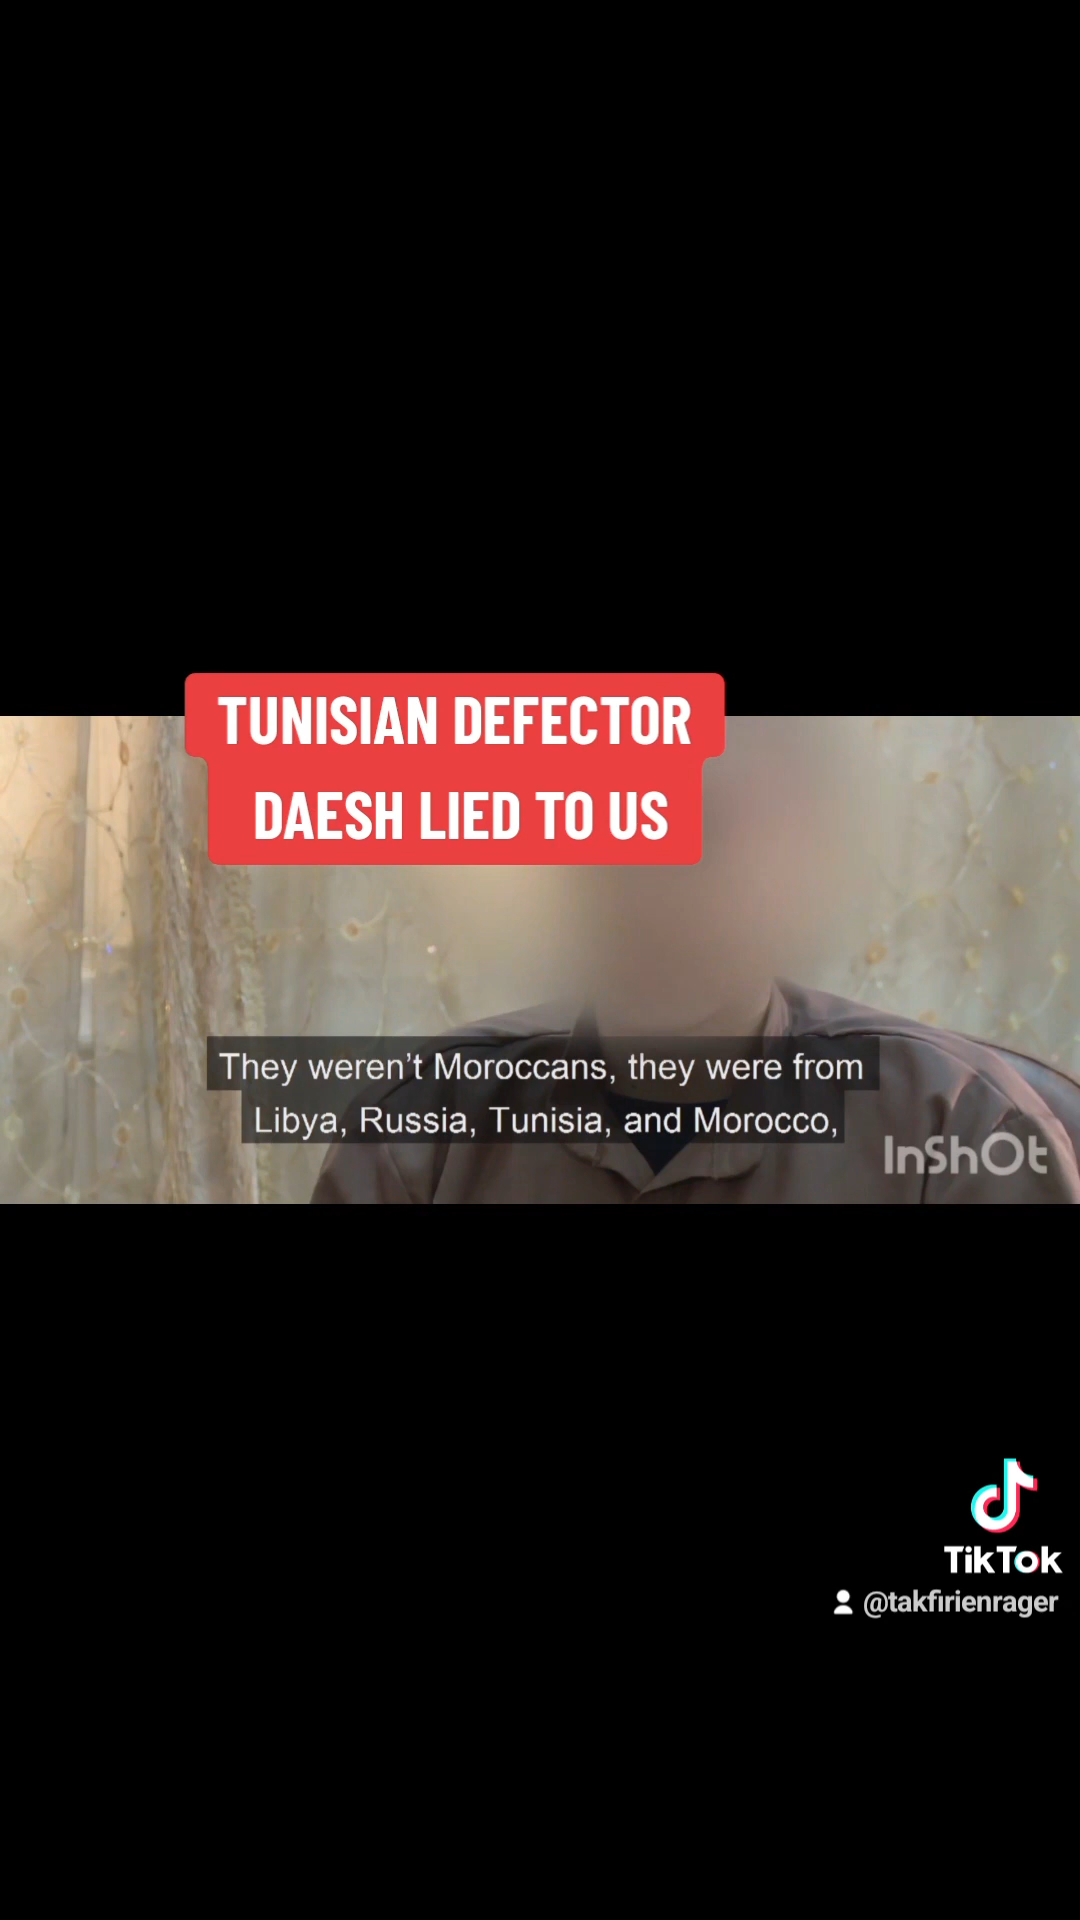 TUNISIAN DEFECTOR
DAESH LIED TO US
They weren't Moroccans, they were from
Libya, Russia, Tunisia, and Morocco,
InShOt
TikTok
@takfirienrager